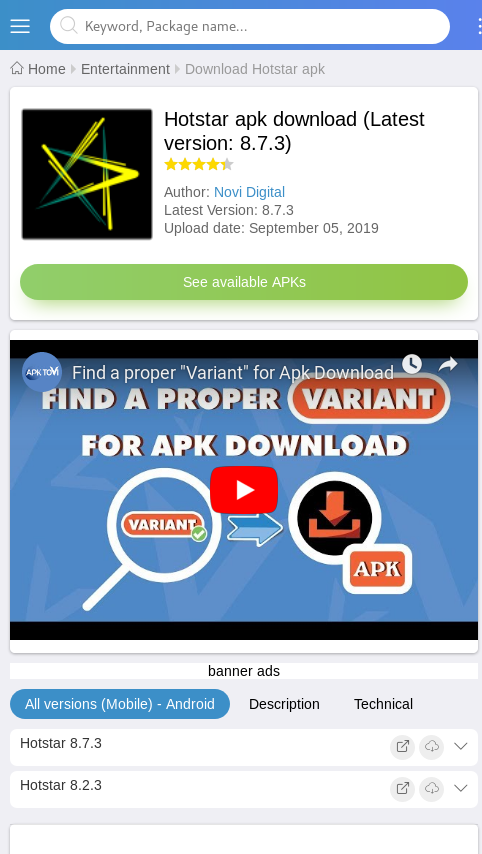 Keyword, Package name...
Home Entertainment Download Hotstar apk
Hotstar apk download (Latest
version: 8.7.3)
Author: Novi Digital
Latest Version: 8.7.3
Upload date: September 05, 2019
See available APKs
APKTOVI
Find a proper "Variant" for Apk Download
FIND A PROPER VARIANT
FOR APK DOWNLOAD
VARIANT
APK
banner ads
All versions (Mobile) - Android Description Technical
Hotstar 8.7.3
Hotstar 8.2.3